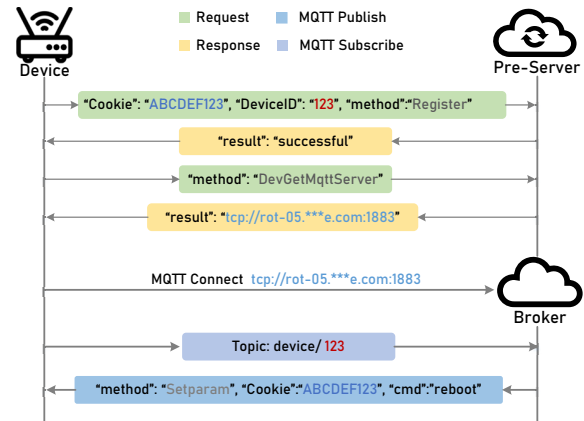 Request
MQTT Publish
Response
MQTT Subscribe
Device
Pre-Server
“Cookie”: “ABCDEF123”, “DeviceID”: “123”, “method”:“Register”
“result”: “successful”
“method”: “DevGetMqttServer”
“result”: “tcp://rot-05.***e.com:1883”
MQTT Connect tcp://rot-05.***e.com:1883
Broker
Topic: device/ 123
“method”: “Setparam”, “Cookie”:“ABCDEF123”, “cmd”:”reboot”